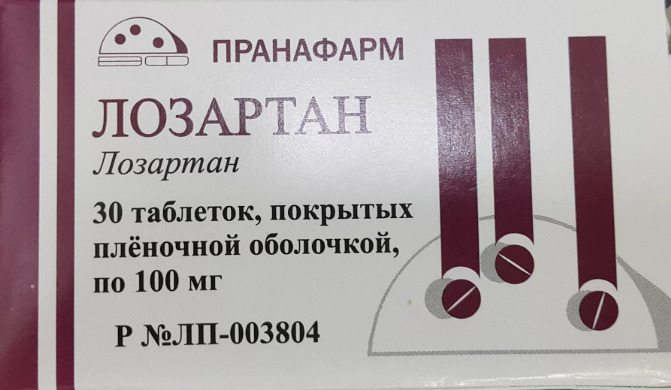 ПРАНАФАРМ
ЛОЗАРТАН
Лозартан
30 таблеток, покрытых
плёночной оболочкой,
по 100 мг
Р №ЛП-003804